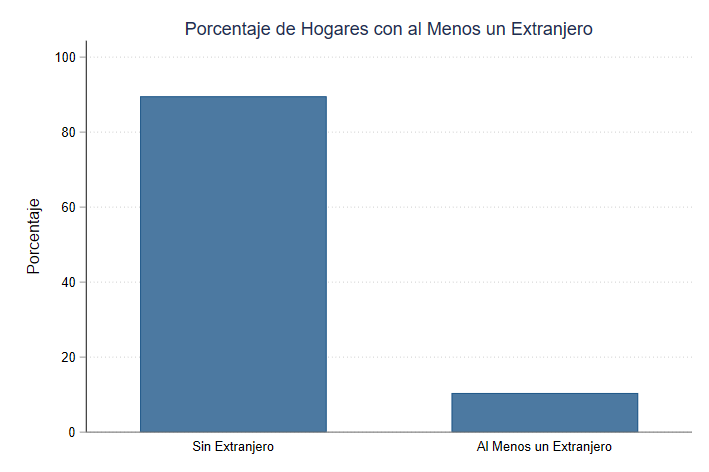 Porcentaje de Hogares con al Menos un Extranjero
Porcentaje
100
80
60
40
20
0
Sin Extranjero
Al Menos un Extranjero